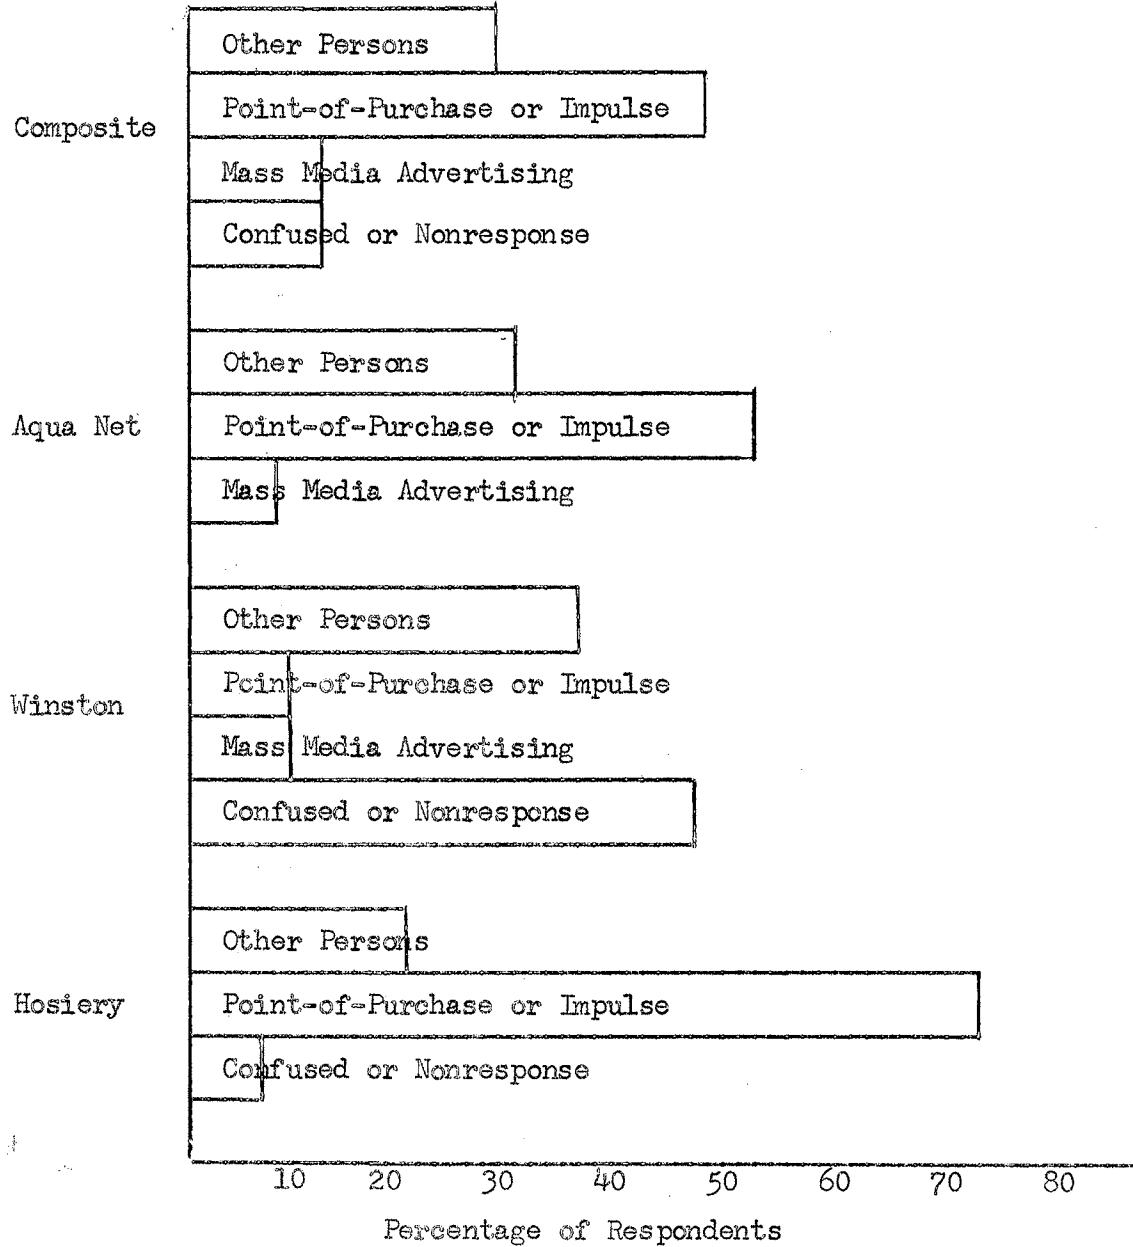 Other Persons
Point-of-Purchase or Impulse
Composite
Mass Media Advertising
Confused or Nonresponse
Other Persons
Aqua Net
Point-of-Purchase or Impulse
Mass Media Advertising
Other Persons
Point-of-Purchase or Impulse
Winston
Mass Media Advertising
Confused or Nonresponse
Other Persons
Hosiery
Point-of-Purchase or Impulse
Confused or Nonresponse
10 20 30 40 50 60 70 80
Percentage of Respondents